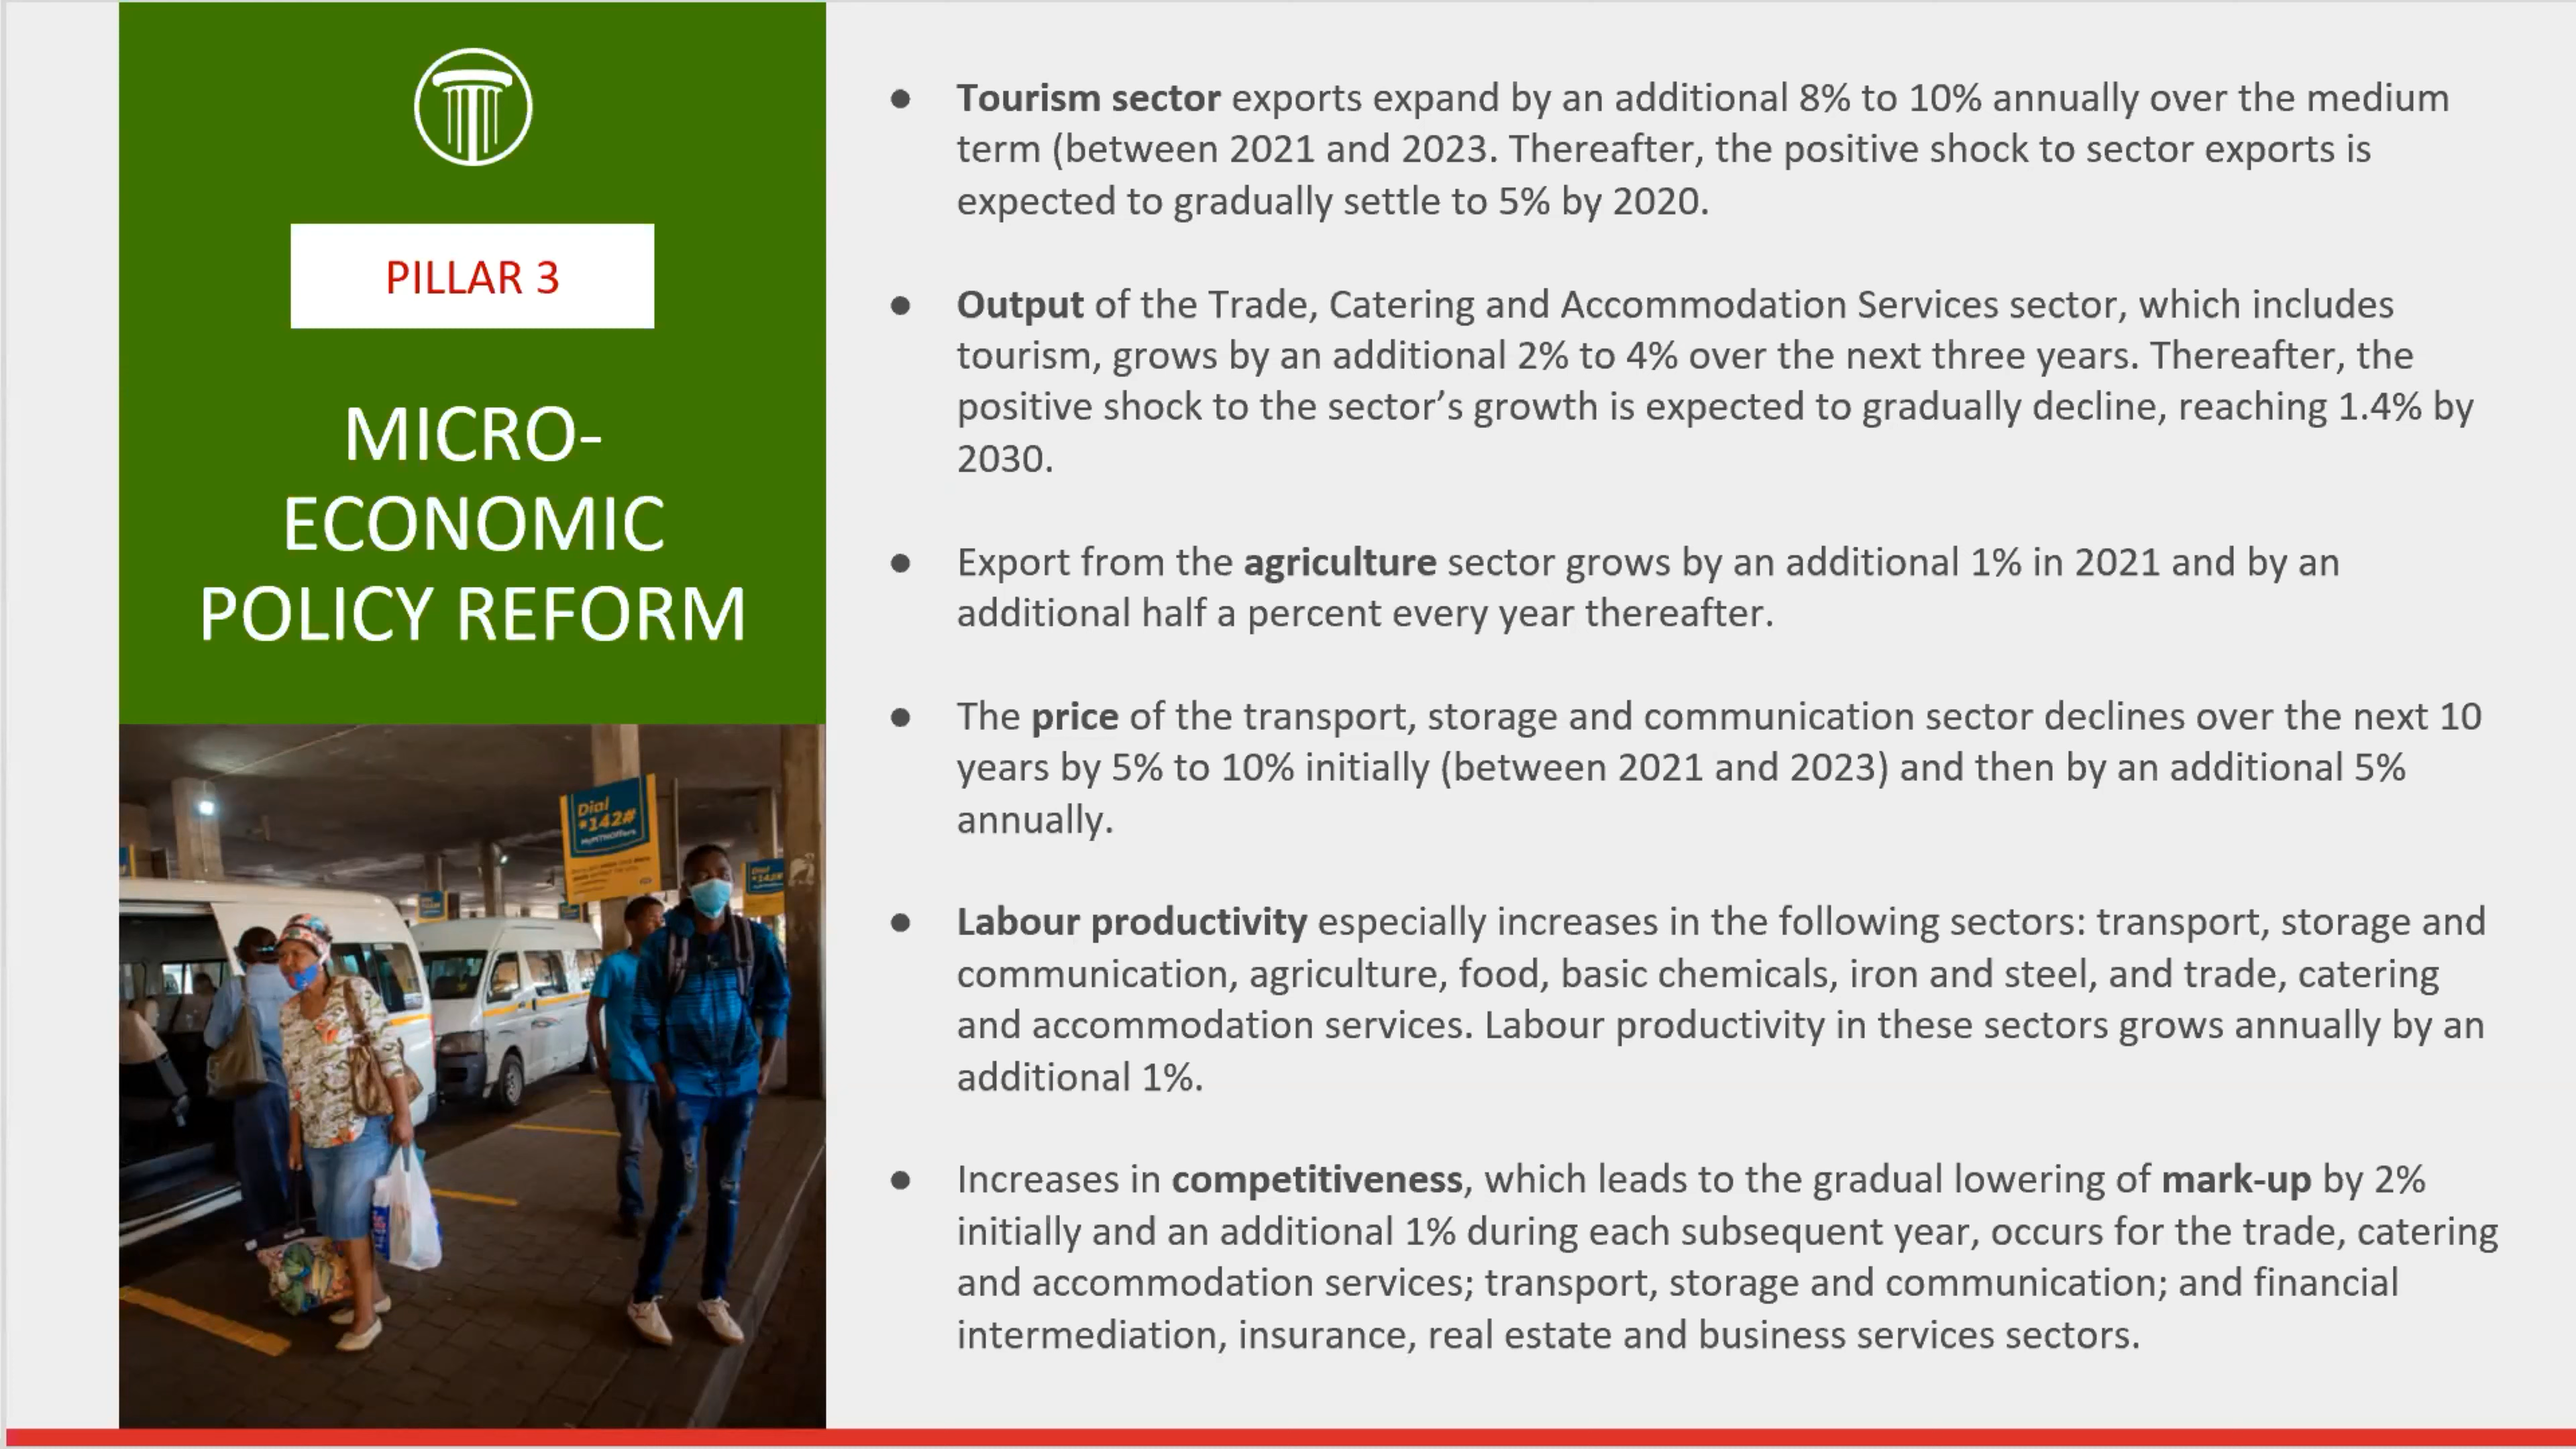 PILLAR 3
MICRO-
ECONOMIC
POLICY REFORM
● Tourism sector exports expand by an additional 8% to 10% annually over the medium
term (between 2021 and 2023. Thereafter, the positive shock to sector exports is
expected to gradually settle to 5% by 2020.
● Output of the Trade, Catering and Accommodation Services sector, which includes
tourism, grows by an additional 2% to 4% over the next three years. Thereafter, the
positive shock to the sector’s growth is expected to gradually decline, reaching 1.4% by
2030.
● Export from the agriculture sector grows by an additional 1% in 2021 and by an
additional half a percent every year thereafter.
● The price of the transport, storage and communication sector declines over the next 10
years by 5% to 10% initially (between 2021 and 2023) and then by an additional 5%
annually.
● Labour productivity especially increases in the following sectors: transport, storage and
communication, agriculture, food, basic chemicals, iron and steel, and trade, catering
and accommodation services. Labour productivity in these sectors grows annually by an
additional 1%.
● Increases in competitiveness, which leads to the gradual lowering of mark-up by 2%
initially and an additional 1% during each subsequent year, occurs for the trade, catering
and accommodation services; transport, storage and communication; and financial
intermediation, insurance, real estate and business services sectors.
Dial
*142#
Dial